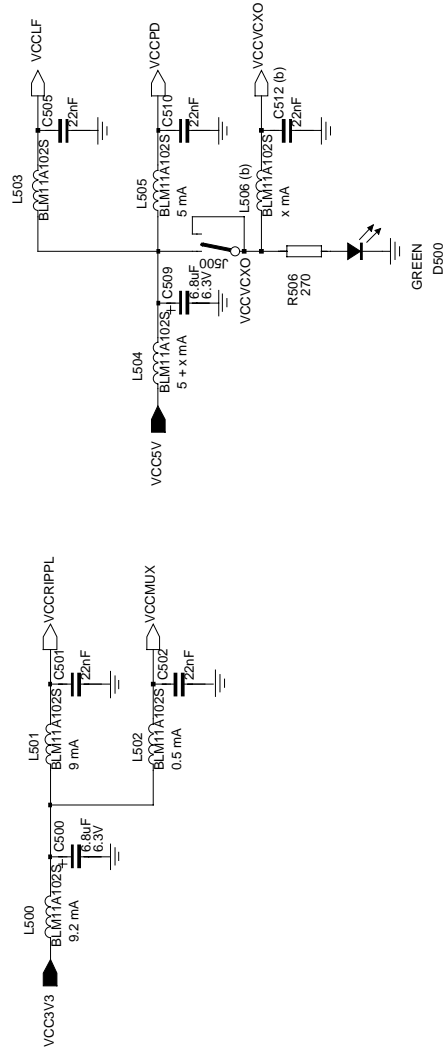 VCC3V3
L500
BLM11A102S
9.2 mA
C500
6.8uF
6.3V
+
L501
BLM11A102S
9 mA
C501
22nF
VCCRIPPL
L502
BLM11A102S
0.5 mA
C502
22nF
VCCMUX
VCC5V
L504
BLM11A102S
5 + x mA
C509
6.8uF
6.3V
+
L503
BLM11A102S
C505
22nF
VCCLF
L505
BLM11A102S
5 mA
C510
22nF
VCCPD
J500
VCCVCXO
L506 (b)
BLM11A102S
x mA
C512 (b)
22nF
VCCVCXO
R506
270
GREEN
D500